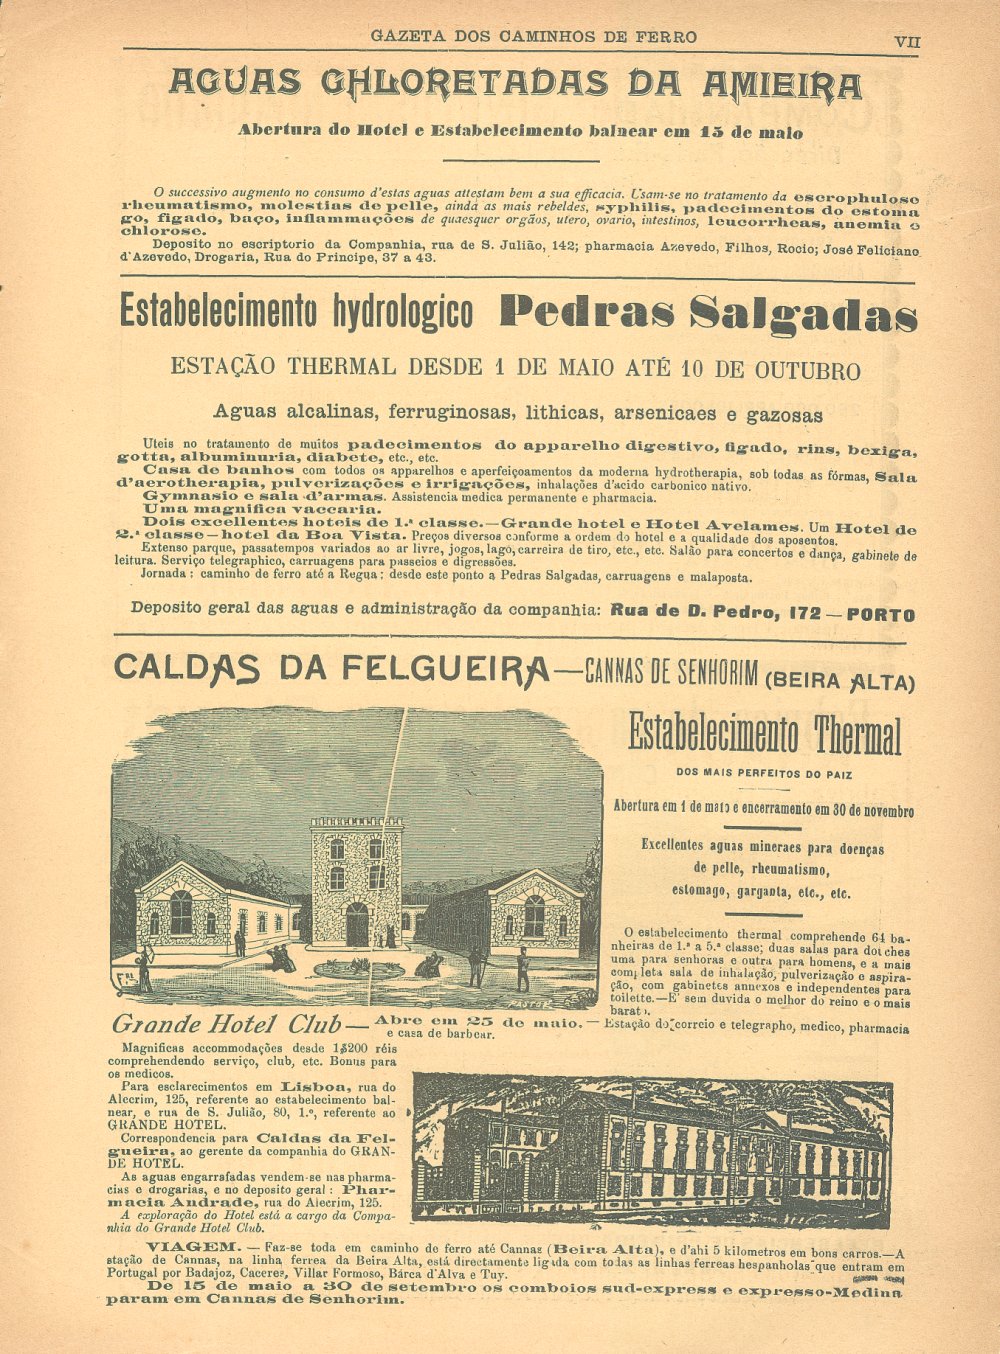 GAZETA DOS CAMINHOS DE FERRO
VII
AGUAS CHLORETADAS DA AMIEIRA
Abertura do Hotel e Estabelecimento balnear em 15 de maio
O successivo augmento no consumo d'estas aguas attestam bem a sua efficacia. Usam-se no tratamento da escrophulose
rheumatismo, molestias de pelle, ainda as mais rebeldes, syphilis, padecimentos do estoma
go, figado, baço, inflammações de quaesquer orgãos, utero, ovario, intestinos, leucorrheas, anemia e
chlorose.
Deposito no escriptorio da Companhia, rua de S. Julião, 142; pharmacia Azevedo, Filhos, Rocio; José Feliciano
d'Azevedo, Drogaria, Rua do Principe, 37 a 43.
Estabelecimento hydrologico Pedras Salgadas
ESTAÇÃO THERMAL DESDE 1 DE MAIO ATÉ 10 DE OUTUBRO
Aguas alcalinas, ferruginosas, lithicas, arsenicaes e gazosas
Uteis no tratamento de muitos padecimentos do apparelho digestivo, figado, rins, bexiga,
gotta, albuminuria, diabete, etc., etc.
Casa de banhos com todos os apparelhos e aperfeiçoamentos da moderna hydrotherapia, sob todas as fórmas, Sala
d'aerotherapia, pulverizações e irrigações, inhalações d'acido carbonico nativo.
Gymnasio e sala d'armas. Assistencia medica permanente e pharmacia.
Uma magnifica vaccaria.
Dois excellentes hoteis de 1.ª classe.—Grande hotel e Hotel Avelames. Um Hotel de
2.ª classe—hotel da Boa Vista. Preços diversos conforme a ordem do hotel e a qualidade dos aposentos.
Extenso parque, passatempos variados ao ar livre, jogos, lago, carreira de tiro, etc., etc. Salão para concertos e dança, gabinete de
leitura. Serviço telegraphico, carruagens para passeios e digressões.
Jornada: caminho de ferro até a Regua; desde este ponto a Pedras Salgadas, carruagens e malaposta.
Deposito geral das aguas e administração da companhia: Rua de D. Pedro, 172 — PORTO
CALDAS DA FELGUEIRA—CANNAS DE SENHORIM (BEIRA ALTA)
Estabelecimento Thermal
DOS MAIS PERFEITOS DO PAIZ
Abertura em 1 de maio e encerramento em 30 de novembro
Excellentes aguas mineraes para doenças
de pelle, rheumatismo,
estomago, garganta, etc., etc.
O estabelecimento thermal comprehende 64 ba-
nheiras de 1.ª a 5.ª classe; duas salas para doiches
uma para senhoras e outra para homens, e a mais
completa sala de inhalação, pulverização e aspira-
ção, com gabinetes annexos e independentes para
toilette.—E' sem duvida o melhor do reino e o mais
barato.
PASTOR
Grande Hotel Club — Abre em 25 de maio. — Estação do correio e telegrapho, medico, pharmacia
e casa de barbear.
Magnificas accommodações desde 1$200 réis
comprehendendo serviço, club, etc. Bonus para
os medicos.
Para esclarecimentos em Lisboa, rua do
Alecrim, 125, referente ao estabelecimento bal-
near, e rua de S. Julião, 80, 1.º, referente ao
GRANDE HOTEL.
Correspondencia para Caldas da Fel-
gueira, ao gerente da companhia do GRAN-
DE HOTEL.
As aguas engarrafadas vendem-se nas pharma-
cias e drogarias, e no deposito geral: Phar-
macia Andrade, rua do Alecrim, 125.
A exploração do Hotel está a cargo da Compa-
nhia do Grande Hotel Club.
VIAGEM. — Faz-se toda em caminho de ferro até Cannas (Beira Alta), e d'ahi 5 kilometros em bons carros.—A
stação de Cannas, na linha ferrea da Beira Alta, está directamente ligada com todas as linhas ferreas hespanholas que entram em
Portugal por Badajoz, Caceres, Villar Formoso, Bárca d'Alva e Tuy.
De 15 de maio a 30 de setembro os comboios sud-express e expresso-Medina
param em Cannas de Senhorim.